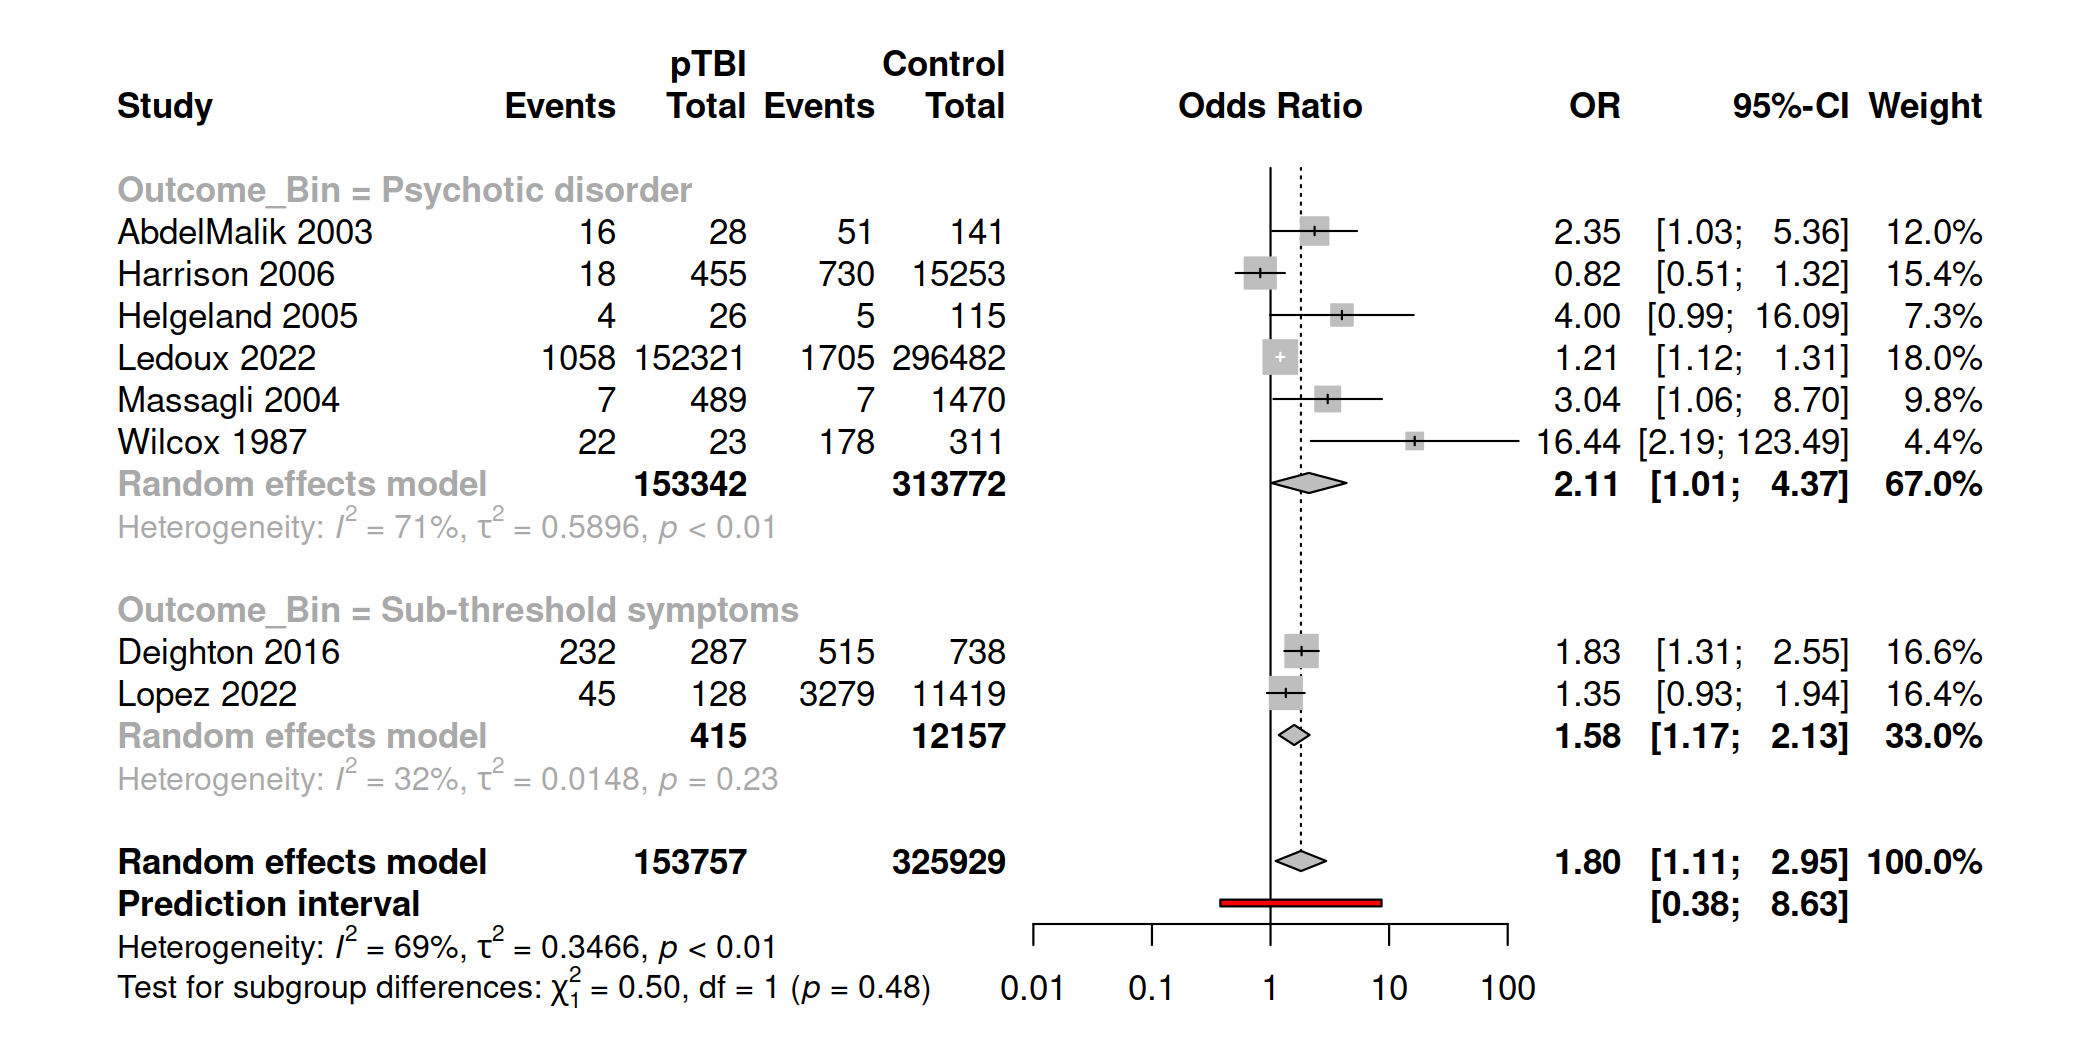 pTBI Control
Study Events Total Events Total Odds Ratio OR 95%-CI Weight
Outcome_Bin = Psychotic disorder
AbdelMalik 2003 16 28 51 141 2.35 [1.03; 5.36] 12.0%
Harrison 2006 18 455 730 15253 0.82 [0.51; 1.32] 15.4%
Helgeland 2005 4 26 5 115 4.00 [0.99; 16.09] 7.3%
Ledoux 2022 1058 152321 1705 296482 1.21 [1.12; 1.31] 18.0%
Massagli 2004 7 489 7 1470 3.04 [1.06; 8.70] 9.8%
Wilcox 1987 22 23 178 311 16.44 [2.19; 123.49] 4.4%
Random effects model 153342 313772 2.11 [1.01; 4.37] 67.0%
Heterogeneity: I² = 71%, τ² = 0.5896, p < 0.01
Outcome_Bin = Sub-threshold symptoms
Deighton 2016 232 287 515 738 1.83 [1.31; 2.55] 16.6%
Lopez 2022 45 128 3279 11419 1.35 [0.93; 1.94] 16.4%
Random effects model 415 12157 1.58 [1.17; 2.13] 33.0%
Heterogeneity: I² = 32%, τ² = 0.0148, p = 0.23
Random effects model 153757 325929 1.80 [1.11; 2.95] 100.0%
Prediction interval [0.38; 8.63]
Heterogeneity: I² = 69%, τ² = 0.3466, p < 0.01
Test for subgroup differences: χ²₁ = 0.50, df = 1 (p = 0.48) 0.01 0.1 1 10 100